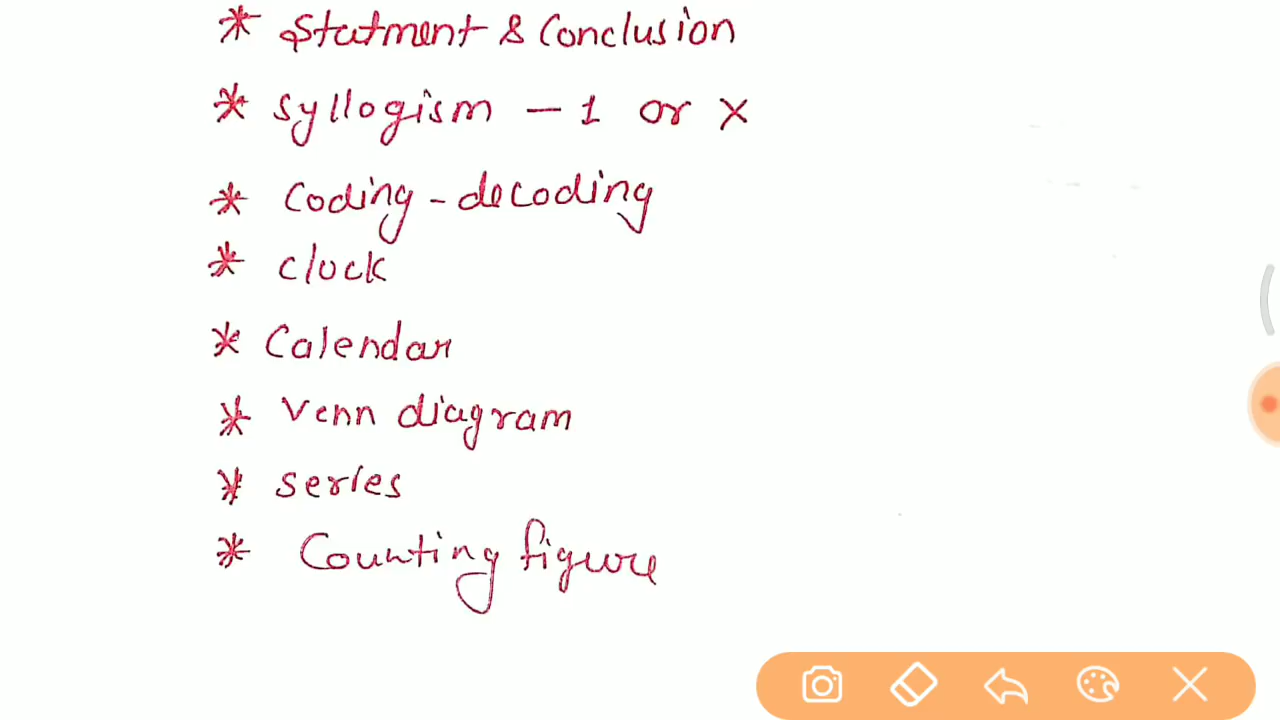 * Statment & Conclusion
* Syllogism - 1 or X
* Coding-decoding
* Clock
* Calendar
* Venn diagram
* series
* Counting figure